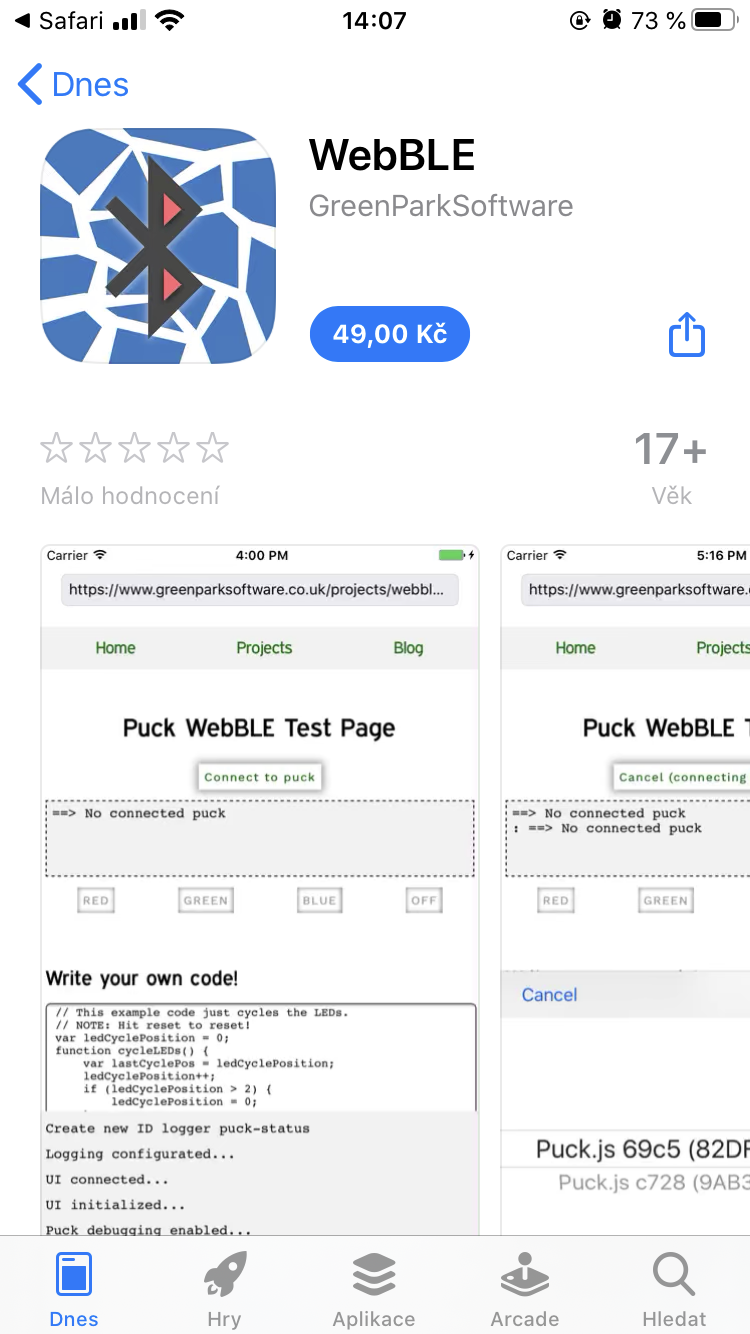 Safari 14:07 73 %
Dnes
WebBLE
GreenParkSoftware
49,00 Kč
17+
Málo hodnocení Věk
Carrier 4:00 PM
https://www.greenparksoftware.co.uk/projects/webbl...
Home Projects Blog
Puck WebBLE Test Page
Connect to puck
==> No connected puck
RED GREEN BLUE OFF
Write your own code!
// This example code just cycles the LEDs.
// NOTE: Hit reset to reset!
var ledCyclePosition = 0;
function cycleLEDs() {
var lastCyclePos = ledCyclePosition;
ledCyclePosition++;
if (ledCyclePosition > 2) {
ledCyclePosition = 0;
Create new ID logger puck-status
Logging configurated...
UI connected...
UI initialized...
Puck debugging enabled...
Carrier 5:16 PM
https://www.greenparksoftware.
Home Projects
Puck WebBLE
Cancel (connecting
==> No connected puck
: ==> No connected puck
RED GREEN
Cancel
Puck.js 69c5 (82DF
Puck.js c728 (9AB3
Dnes Hry Aplikace Arcade Hledat